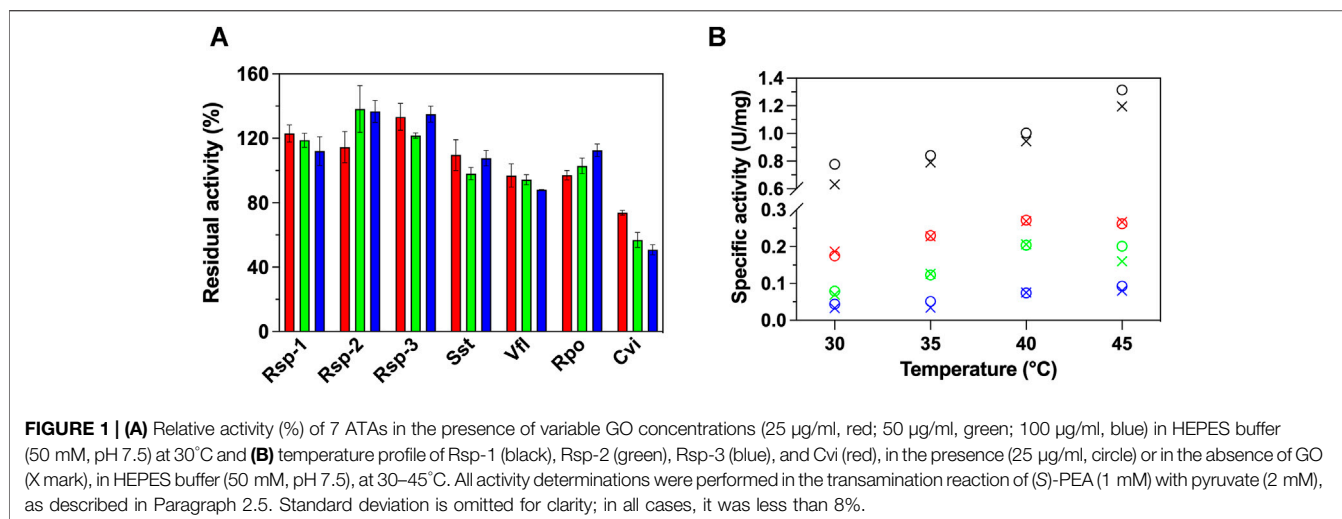 A
Residual activity (%)
160
120
80
40
0
Rsp-1
Rsp-2
Rsp-3
Sst
Vfl
Rpo
Cvi
B
Specific activity (U/mg)
1.4
1.2
1.0
0.8
0.6
0.3
0.2
0.1
0.0
30
35
40
45
Temperature (°C)
FIGURE 1 | (A) Relative activity (%) of 7 ATAs in the presence of variable GO concentrations (25 μg/ml, red; 50 μg/ml, green; 100 μg/ml, blue) in HEPES buffer
(50 mM, pH 7.5) at 30°C and (B) temperature profile of Rsp-1 (black), Rsp-2 (green), Rsp-3 (blue), and Cvi (red), in the presence (25 μg/ml, circle) or in the absence of GO
(X mark), in HEPES buffer (50 mM, pH 7.5), at 30–45°C. All activity determinations were performed in the transamination reaction of (S)-PEA (1 mM) with pyruvate (2 mM),
as described in Paragraph 2.5. Standard deviation is omitted for clarity; in all cases, it was less than 8%.